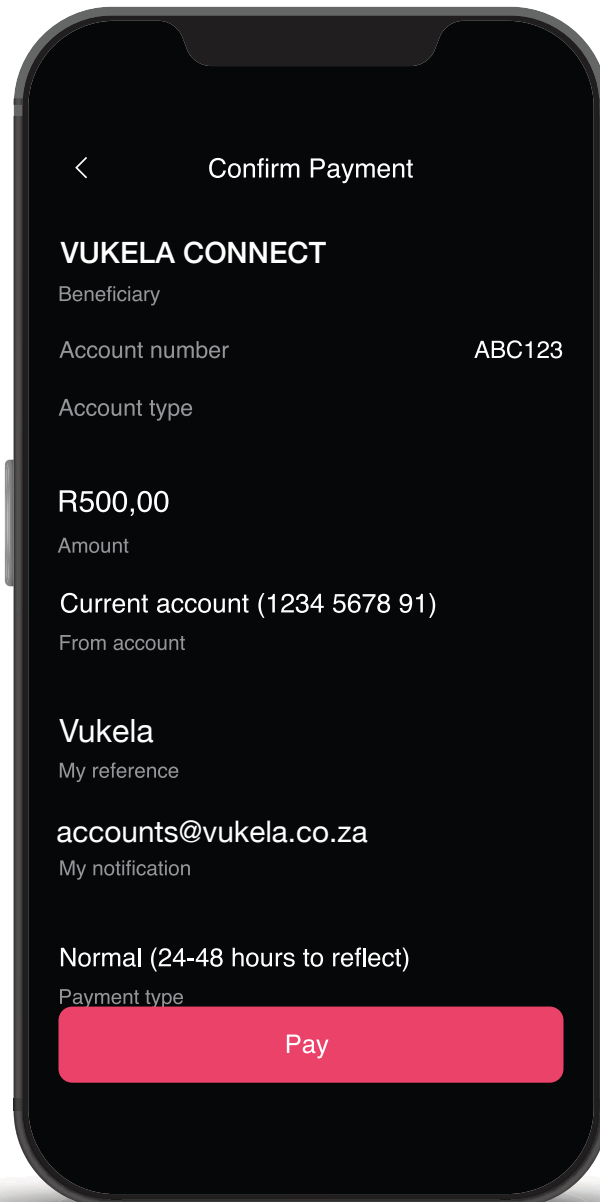 Confirm Payment
VUKELA CONNECT
Beneficiary
Account number ABC123
Account type
R500,00
Amount
Current account (1234 5678 91)
From account
Vukela
My reference
accounts@vukela.co.za
My notification
Normal (24-48 hours to reflect)
Payment type
Pay